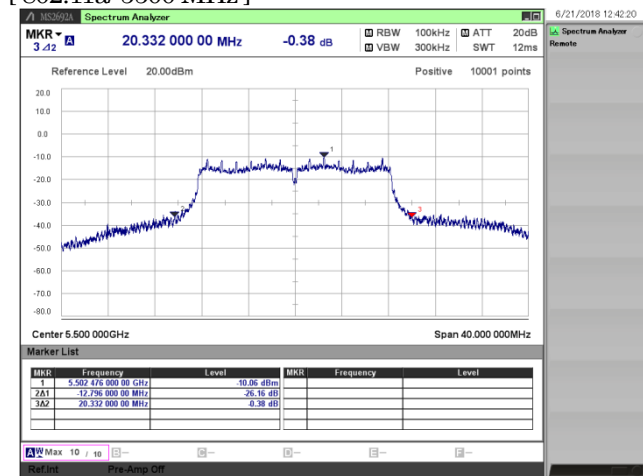 [ 802.11a 5500 MHz ]
MS2692A Spectrum Analyzer
6/21/2018 12:42:20
MKR 3Δ2 A 20.332 000 00 MHz -0.38 dB
M RBW 100kHz M ATT 20dB
M VBW 300kHz SWT 12ms
Spectrum Analyzer
Remote
Reference Level 20.00dBm Positive 10001 points
20.0
10.0
0.0
-10.0
-20.0
-30.0
-40.0
-50.0
-60.0
-70.0
-80.0
1
2
3
Center 5.500 000GHz Span 40.000 000MHz
Marker List
MKR Frequency Level MKR Frequency Level
1 5.502 476 000 00 GHz -10.06 dBm
2Δ1 -12.796 000 00 MHz -26.16 dB
3Δ2 20.332 000 00 MHz -0.38 dB
A W Max 10 / 10 B- C- D- E- F-
Ref.Int Pre-Amp Off